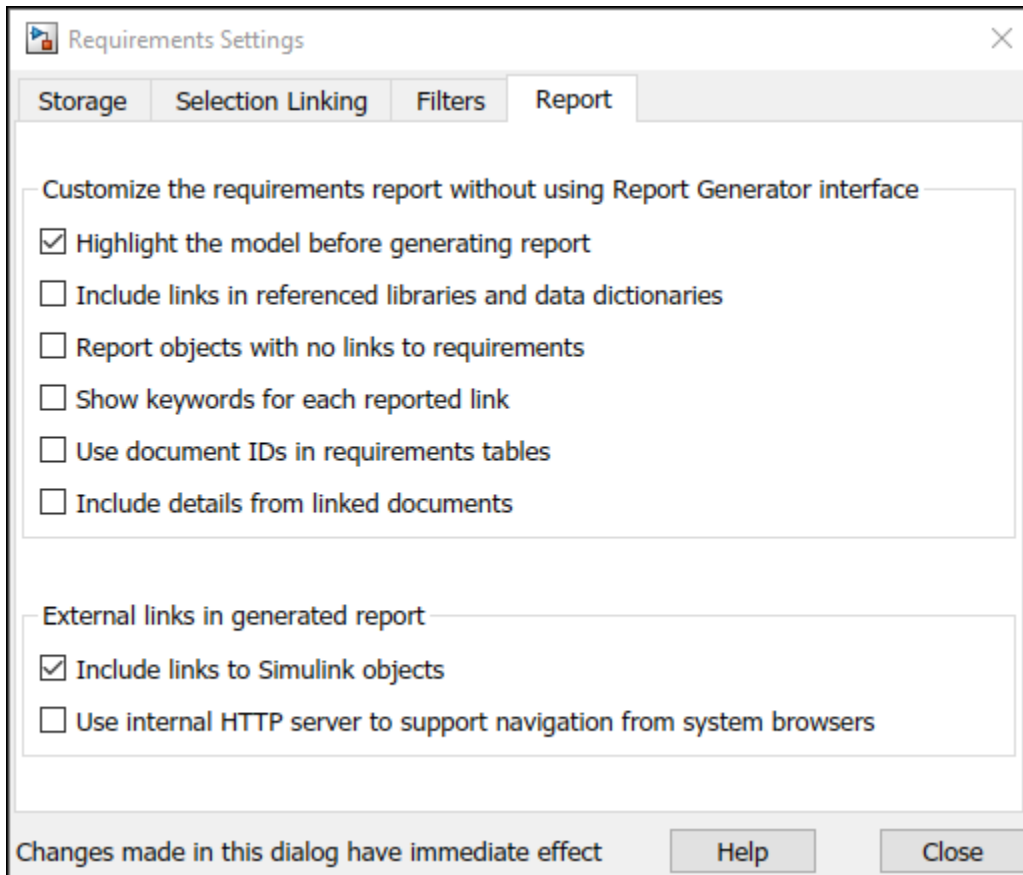 Requirements Settings
Storage Selection Linking Filters Report
Customize the requirements report without using Report Generator interface
Highlight the model before generating report
Include links in referenced libraries and data dictionaries
Report objects with no links to requirements
Show keywords for each reported link
Use document IDs in requirements tables
Include details from linked documents
External links in generated report
Include links to Simulink objects
Use internal HTTP server to support navigation from system browsers
Changes made in this dialog have immediate effect Help Close